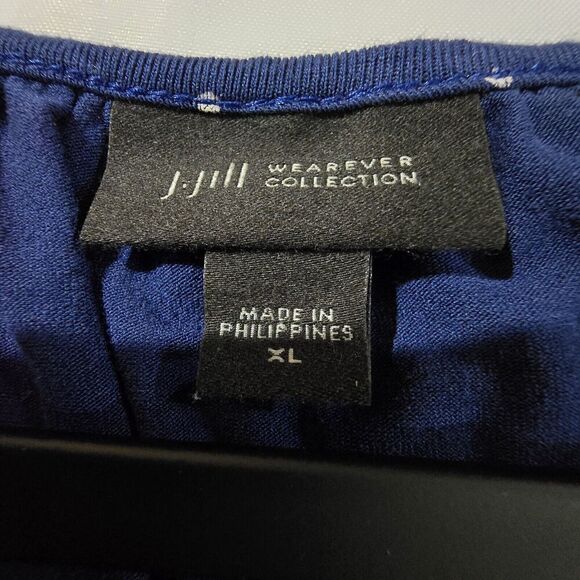 J.Jill WEAREVER
COLLECTION
MADE IN
PHILIPPINES
XL